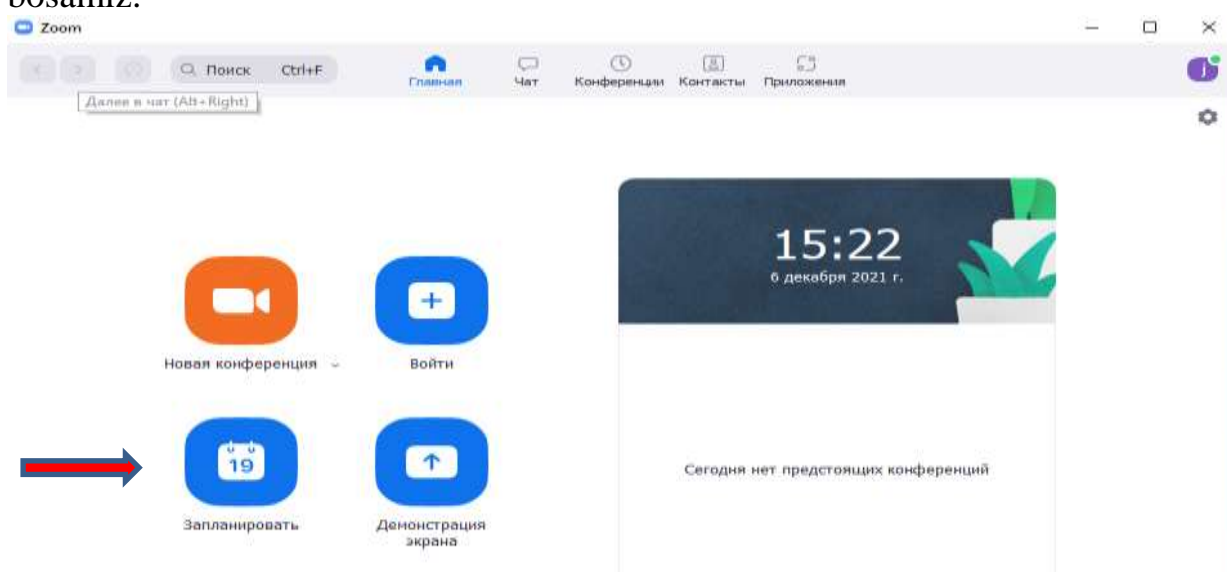 bosamiz.
Zoom
Поиск Ctrl+F
Главная
Чат
Конференции
Контакты
Приложения
J
Далее в чат (Alt+Right)
15:22
6 декабря 2021 г.
Новая конференция
Войти
19
Запланировать
Демонстрация
экрана
Сегодня нет предстоящих конференций